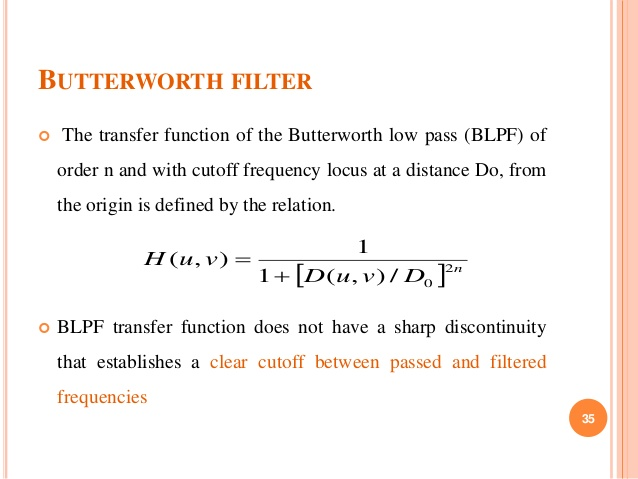 BUTTERWORTH FILTER
The transfer function of the Butterworth low pass (BLPF) of
order n and with cutoff frequency locus at a distance Do, from
the origin is defined by the relation.
H(u,v) = 1 / (1 + [D(u,v) / D₀]²ⁿ)
BLPF transfer function does not have a sharp discontinuity
that establishes a clear cutoff between passed and filtered
frequencies
35